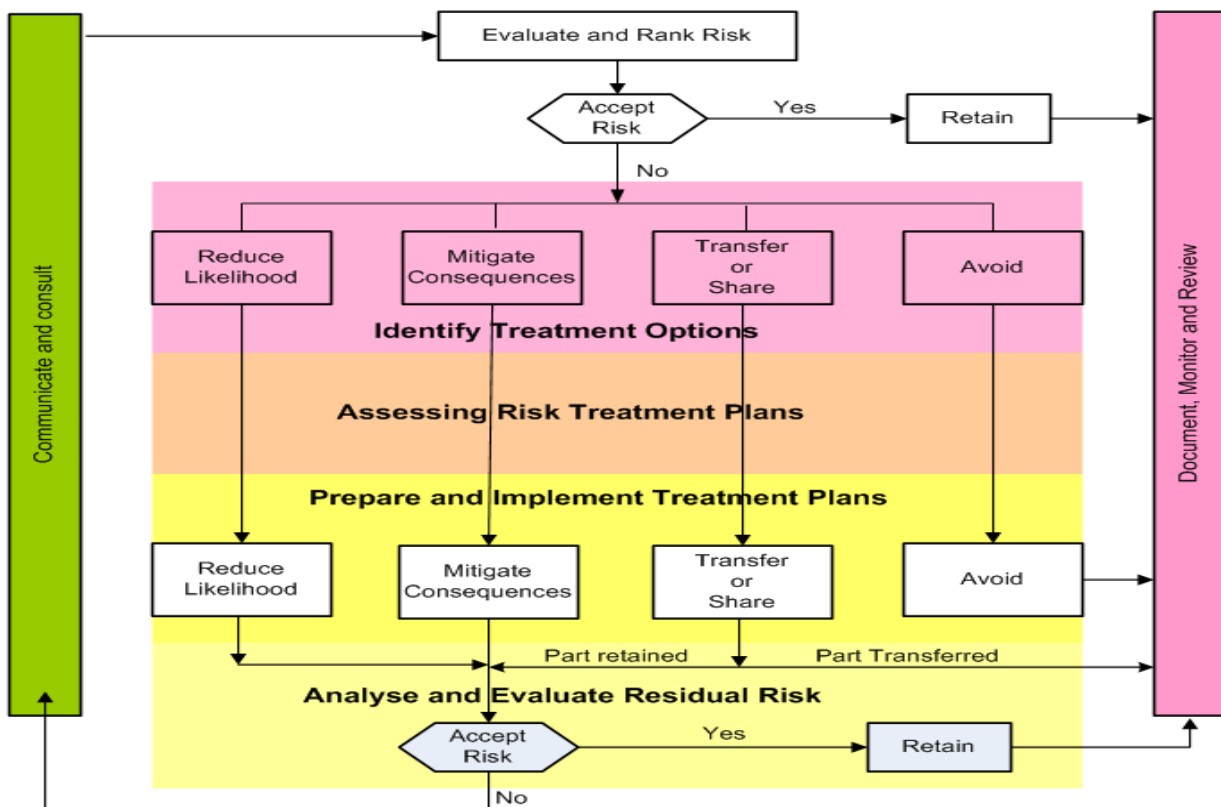 Communicate and consult
Evaluate and Rank Risk
Accept
Risk
Yes
Retain
No
Reduce
Likelihood
Mitigate
Consequences
Transfer
or
Share
Avoid
Identify Treatment Options
Assessing Risk Treatment Plans
Prepare and Implement Treatment Plans
Reduce
Likelihood
Mitigate
Consequences
Transfer
or
Share
Avoid
Part retained
Part Transferred
Analyse and Evaluate Residual Risk
Accept
Risk
Yes
Retain
No
Document, Monitor and Review